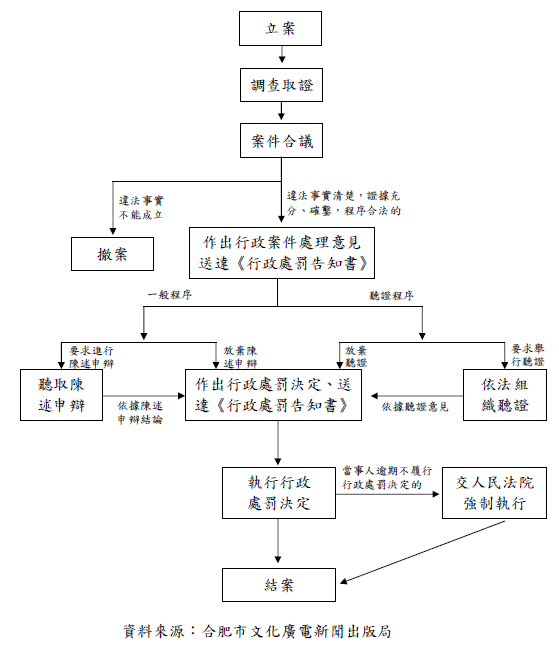 立案
調查取證
案件合議
違法事實
不能成立
違法事實清楚，證據充
分、確鑿，程序合法的
撤案
作出行政案件處理意見
送達《行政處罰告知書》
一般程序
聽證程序
要求進行
陳述申辯
放棄陳
述申辯
放棄
聽證
要求舉
行聽證
聽取陳
述申辯
依據陳述
申辯結論
作出行政處罰決定、送
達《行政處罰告知書》
依據聽證意見
依法組
織聽證
執行行政
處罰決定
當事人逾期不履行
行政處罰決定的
交人民法院
強制執行
結案
資料來源：合肥市文化廣電新聞出版局